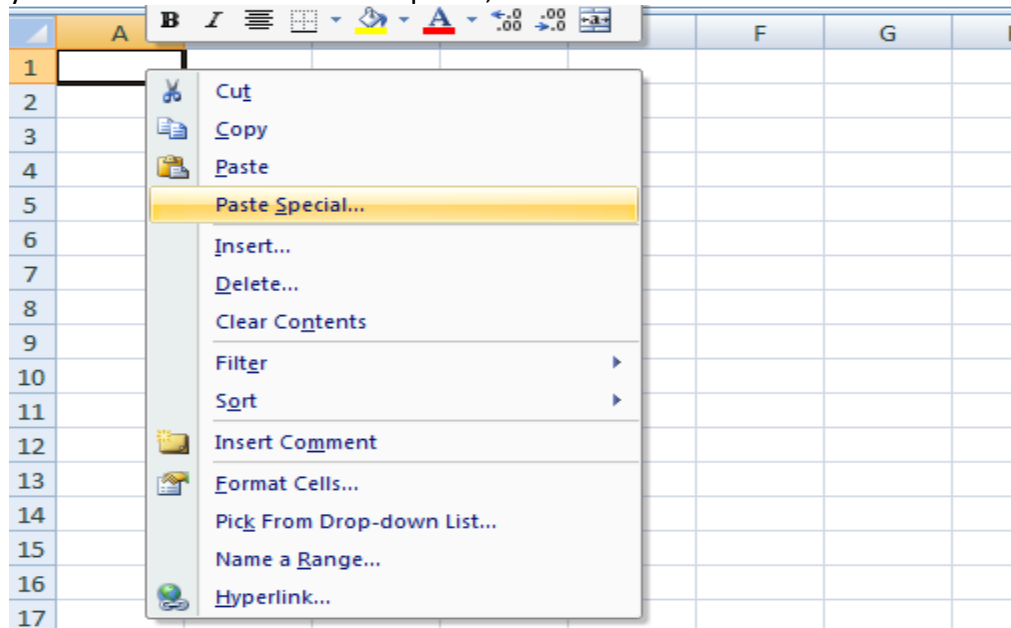 B I A .00 .00 a
A F G
1
Cut
2
3 Copy
4 Paste
5 Paste Special...
6 Insert...
7 Delete...
8 Clear Contents
9
10 Filter
11 Sort
12 Insert Comment
13 Format Cells...
14 Pick From Drop-down List...
15 Name a Range...
16 Hyperlink...
17